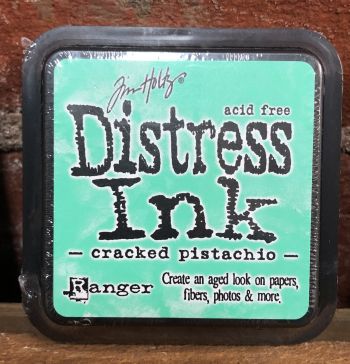 Tim Holtz®
acid free
Distress
Ink
— cracked pistachio —
Ranger
Create an aged look on papers,
fibers, photos & more.